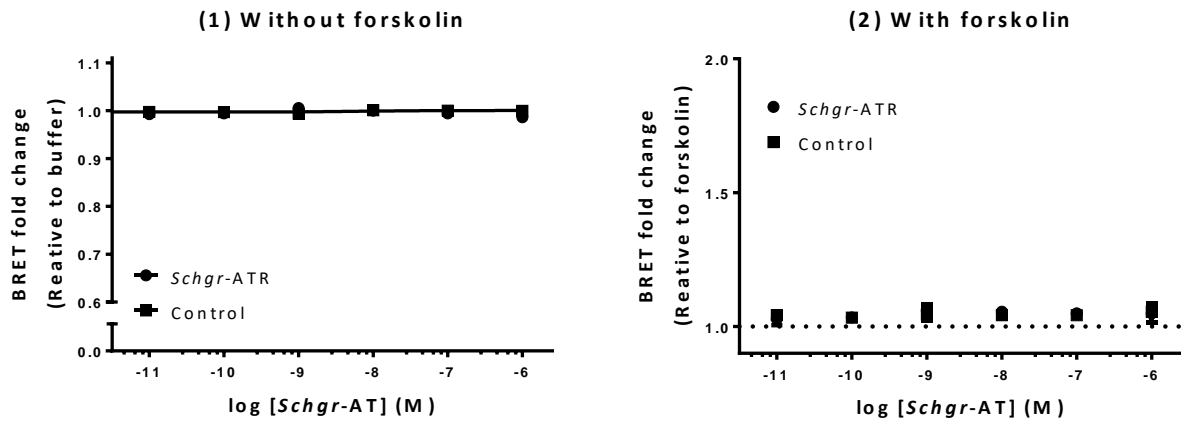 (1) Without forskolin
BRET fold change
(Reative to buffer)
1.1
1.0
0.9
0.8
0.7
0.6
0.0
Schgr-ATR
Control
-11 -10 -9 -8 -7 -6
log [Schgr-AT] (M)
(2) With forskolin
BRET fold change
(Reative to forskolin)
2.0
1.5
1.0
Schgr-ATR
Control
-11 -10 -9 -8 -7 -6
log [Schgr-AT] (M)